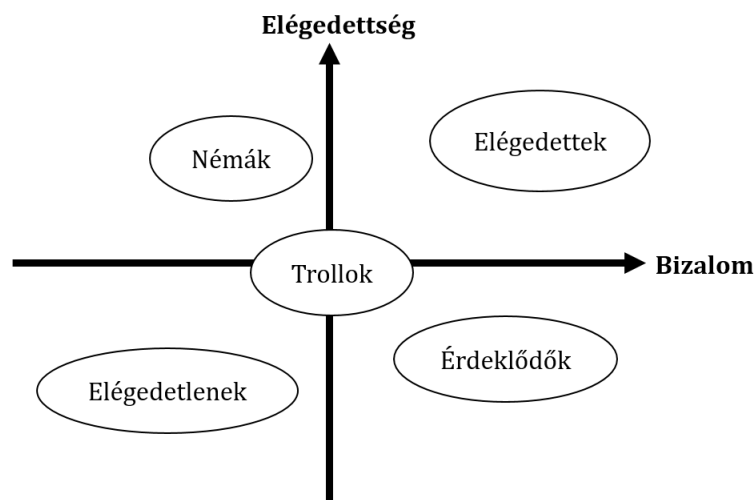 Elégedettség
Némák
Elégedettek
Trollok
Bizalom
Elégedetlenek
Érdeklődők